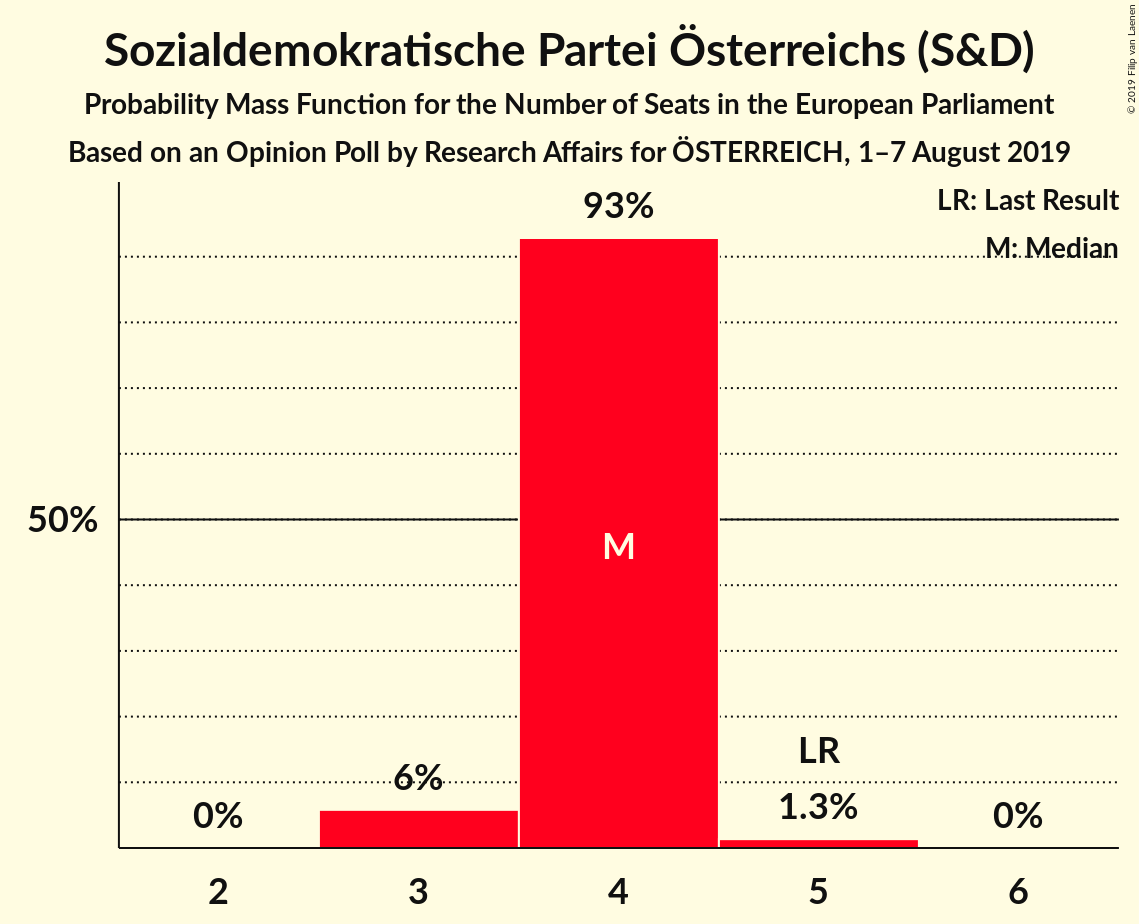 Sozialdemokratische Partei Österreichs (S&D)
Probability Mass Function for the Number of Seats in the European Parliament
Based on an Opinion Poll by Research Affairs for ÖSTERREICH, 1–7 August 2019
© 2019 Filip van Laenen
LR: Last Result
M: Median
93%
50%
M
LR
6%
1.3%
0%
0%
2
3
4
5
6